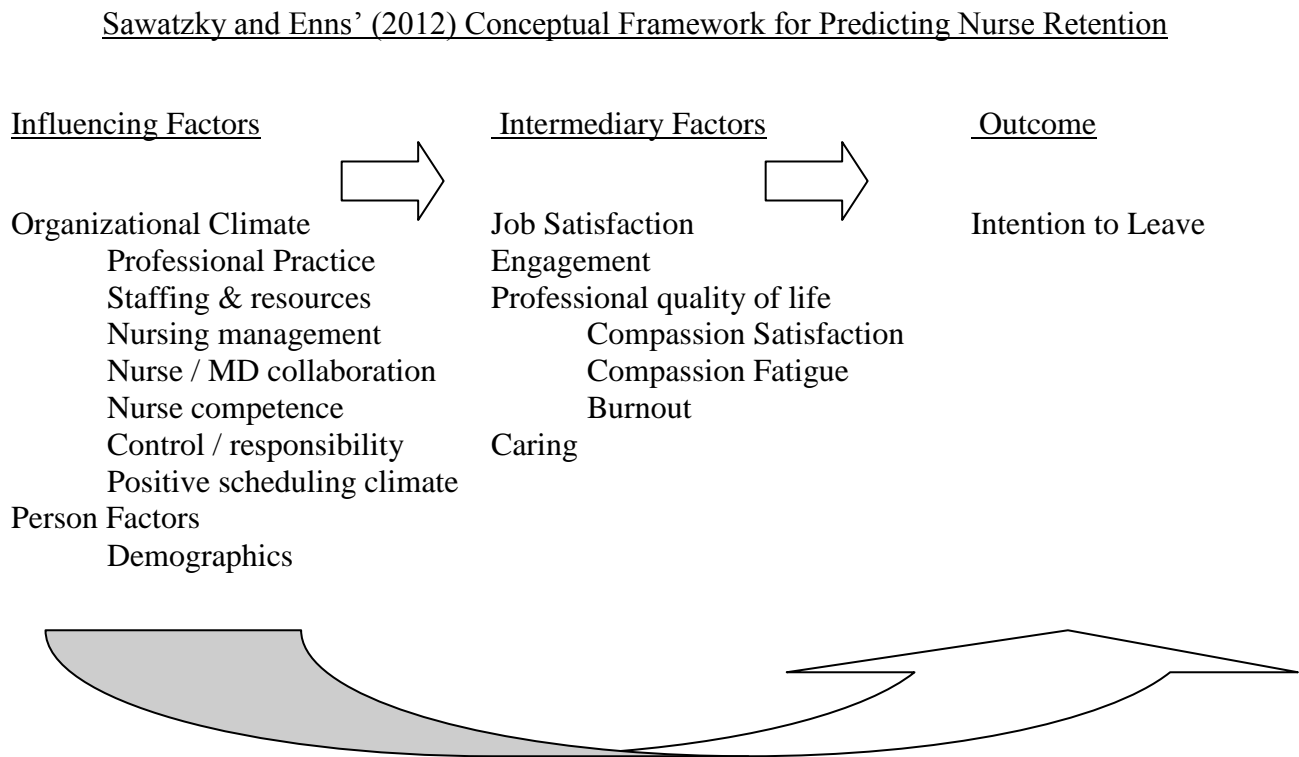 Sawatzky and Enns’ (2012) Conceptual Framework for Predicting Nurse Retention
Influencing Factors
Organizational Climate
Professional Practice
Staffing & resources
Nursing management
Nurse / MD collaboration
Nurse competence
Control / responsibility
Positive scheduling climate
Person Factors
Demographics
Intermediary Factors
Job Satisfaction
Engagement
Professional quality of life
Compassion Satisfaction
Compassion Fatigue
Burnout
Caring
Outcome
Intention to Leave